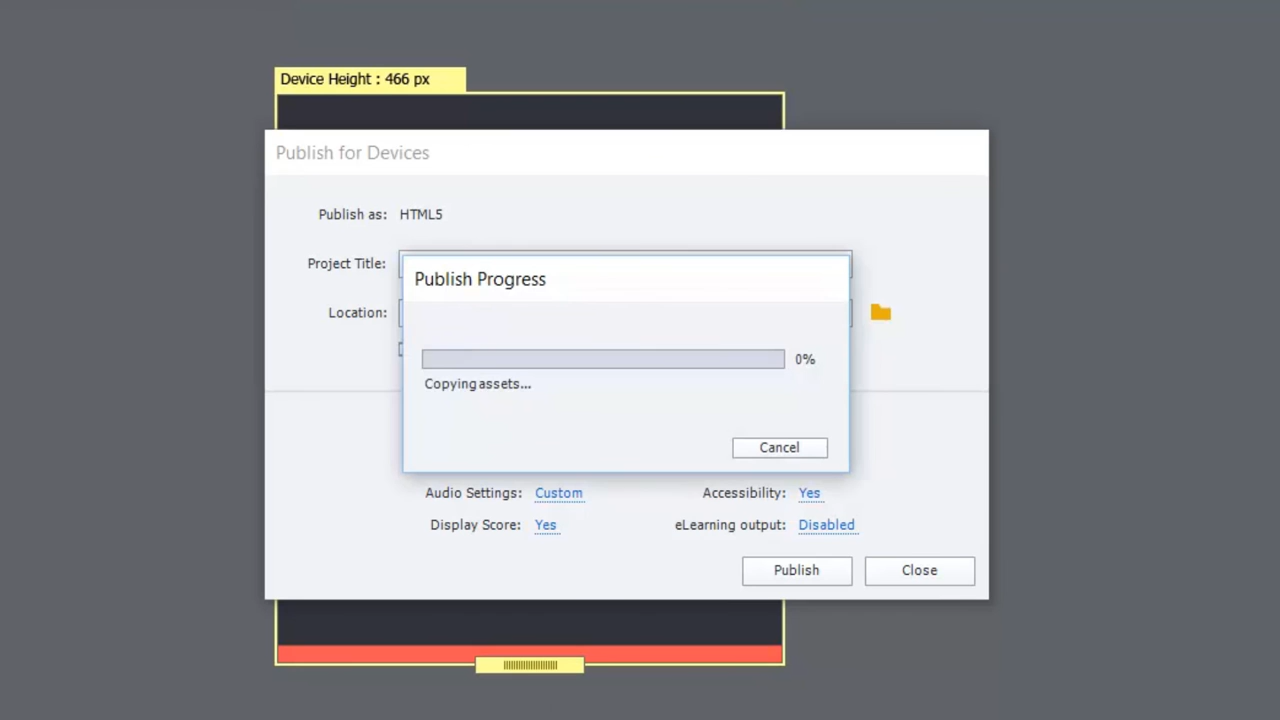 Device Height : 466 px
Publish for Devices
Publish as: HTML5
Project Title:
Publish Progress
Location:
0%
Copying assets...
Cancel
Audio Settings: Custom Accessibility: Yes
Display Score: Yes eLearning output: Disabled
Publish Close